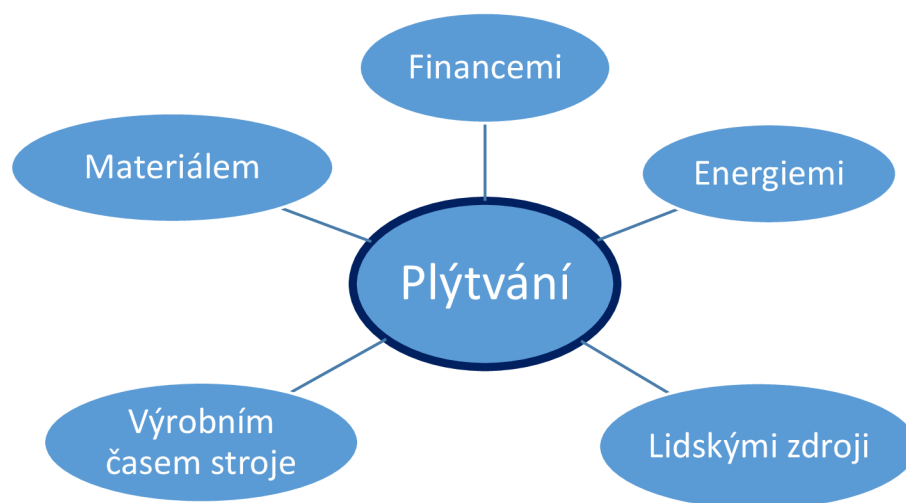 Financemi
Materiálem
Energiemi
Plýtvání
Výrobním
časem stroje
Lidskými zdroji